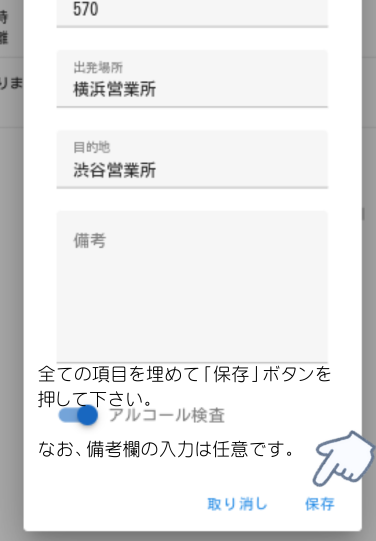 時
570
離
出発場所
横浜営業所
りま
目的地
渋谷営業所
備考
全ての項目を埋めて「保存」ボタンを
押して下さい。
アルコール検査
なお、備考欄の入力は任意です。
取り消し 保存